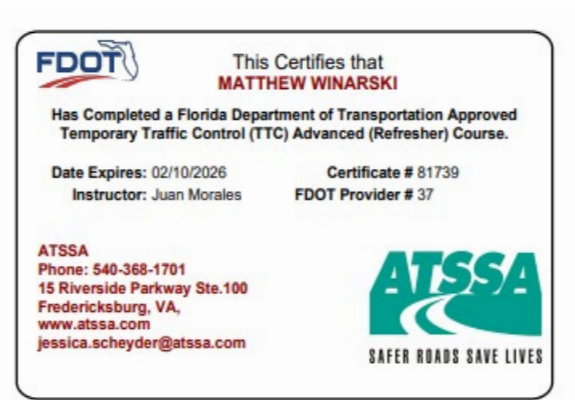 FDOT
This Certifies that
MATTHEW WINARSKI
Has Completed a Florida Department of Transportation Approved
Temporary Traffic Control (TTC) Advanced (Refresher) Course.
Date Expires: 02/10/2026 Certificate # 81739
Instructor: Juan Morales FDOT Provider # 37
ATSSA
Phone: 540-368-1701
15 Riverside Parkway Ste.100
Fredericksburg, VA,
www.atssa.com
jessica.scheyder@atssa.com
ATSSA
SAFER ROADS SAVE LIVES